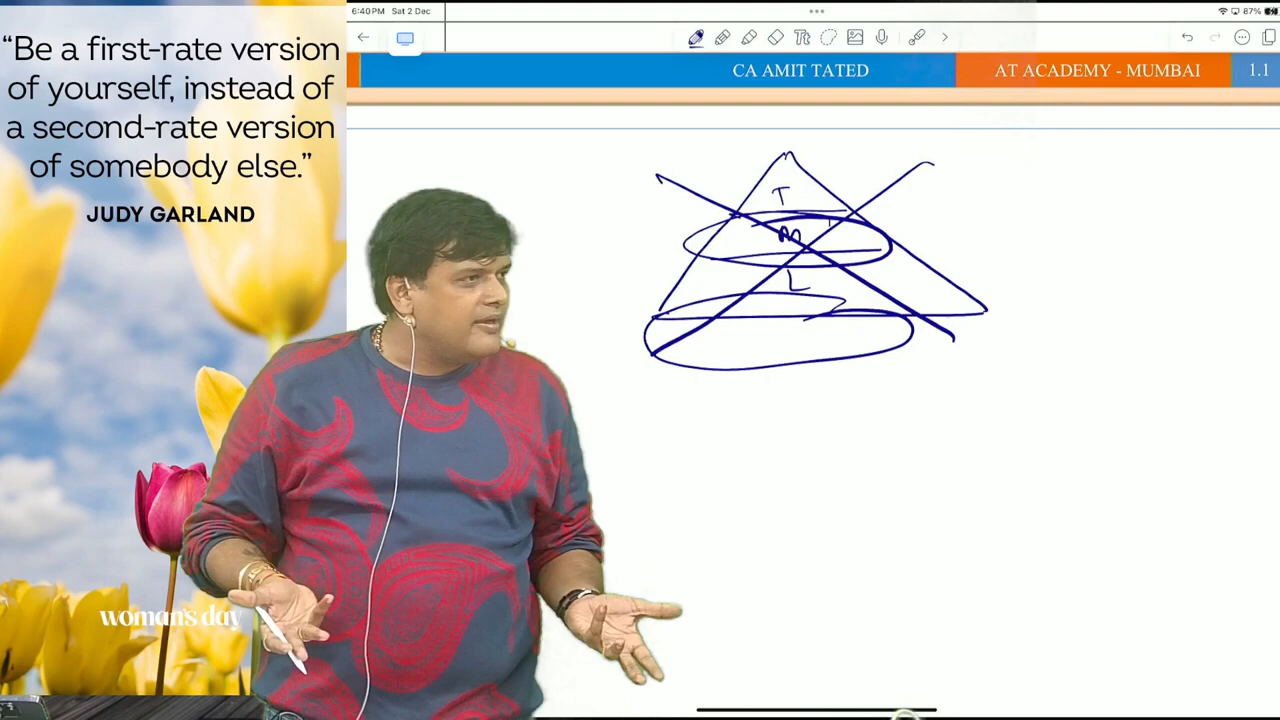 “Be a first-rate version
of yourself, instead of
a second-rate version
of somebody else.”
JUDY GARLAND
woman's day
6:40 PM Sat 2 Dec
87%
CA AMIT TATED
AT ACADEMY - MUMBAI
1.1
T
M
L